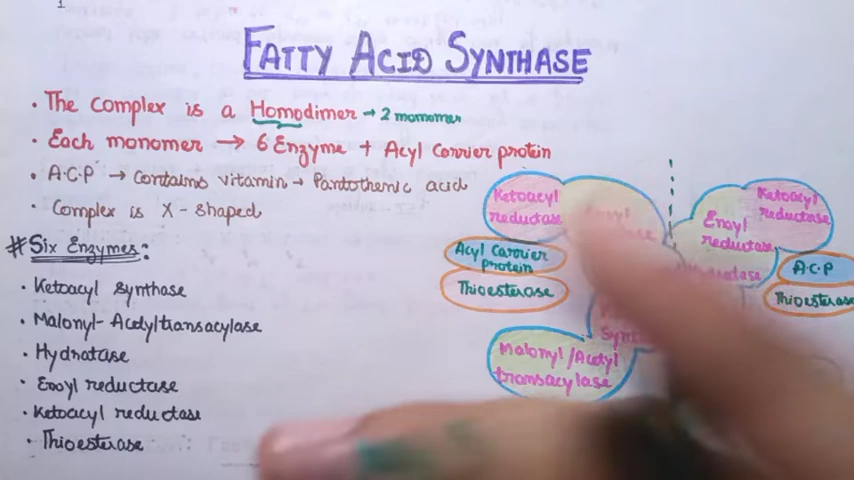 1
FATTY ACID SYNTHASE
• The Complex is a Homodimer → 2 monomer
• Each monomer → 6 Enzyme + Acyl Carrier protein
• A.C.P → Contains vitamin → Pantothenic acid
• Complex is X - shaped
# Six Enzymes:
• Ketoacyl Synthase
• Malonyl-Acetyltransacylase
• Hydratase
• Enoyl reductase
• Ketoacyl reductase
• Thioesterase
Ketoacyl
reductase
Acyl Carrier
protein
Thioesterase
Malonyl /Acetyl
transacylase
Enoyl
reductase
Ketoacyl
reductase
A.C.P
Thioesterase